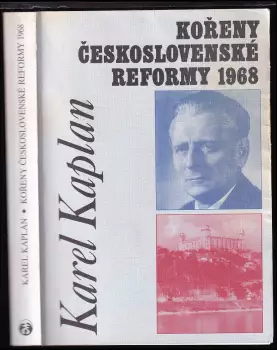 KAREL KAPLAN • KOŘENY ČESKOSLOVENSKÉ REFORMY 1968
KOŘENY
ČESKOSLOVENSKÉ
REFORMY 1968
Karel Kaplan